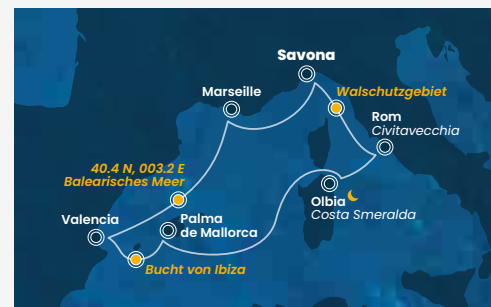 Savona
Marseille
Walschutzgebiet
Rom
Civitavecchia
40.4 N, 003.2 E
Balearisches Meer
Olbia
Costa Smeralda
Valencia
Palma
de Mallorca
Bucht von Ibiza